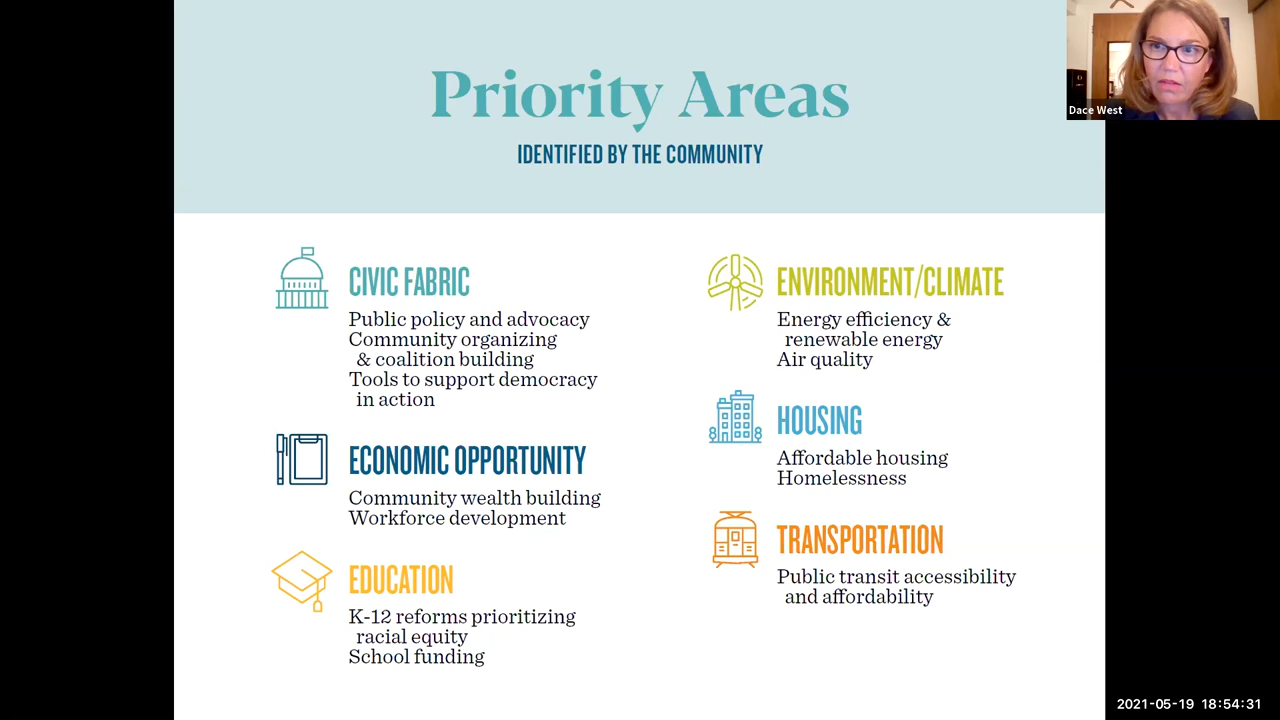 Priority Areas
IDENTIFIED BY THE COMMUNITY
CIVIC FABRIC
Public policy and advocacy
Community organizing
& coalition building
Tools to support democracy
in action
ECONOMIC OPPORTUNITY
Community wealth building
Workforce development
EDUCATION
K-12 reforms prioritizing
racial equity
School funding
ENVIRONMENT/CLIMATE
Energy efficiency &
renewable energy
Air quality
HOUSING
Affordable housing
Homelessness
TRANSPORTATION
Public transit accessibility
and affordability
Dace West
2021-05-19 18:54:31